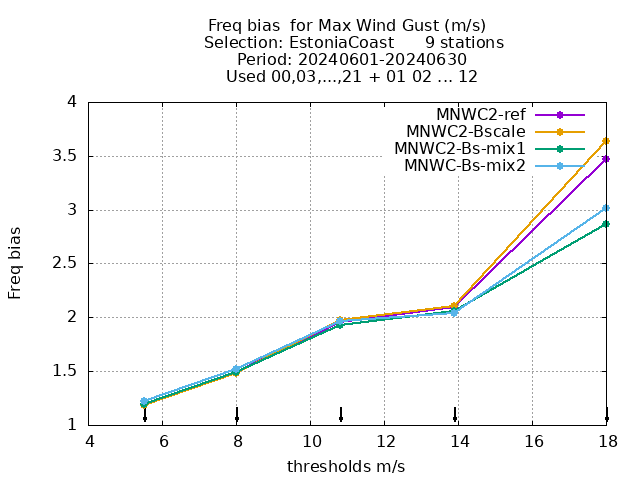 Freq bias  for Max Wind Gust (m/s)
Selection: EstoniaCoast      9 stations
Period: 20240601-20240630
Used 00,03,...,21 + 01 02 ... 12
MNWC2-ref
MNWC2-Bscale
MNWC2-Bs-mix1
MNWC-Bs-mix2
4
3.5
3
2.5
2
1.5
1
Freq bias
4 6 8 10 12 14 16 18
thresholds m/s